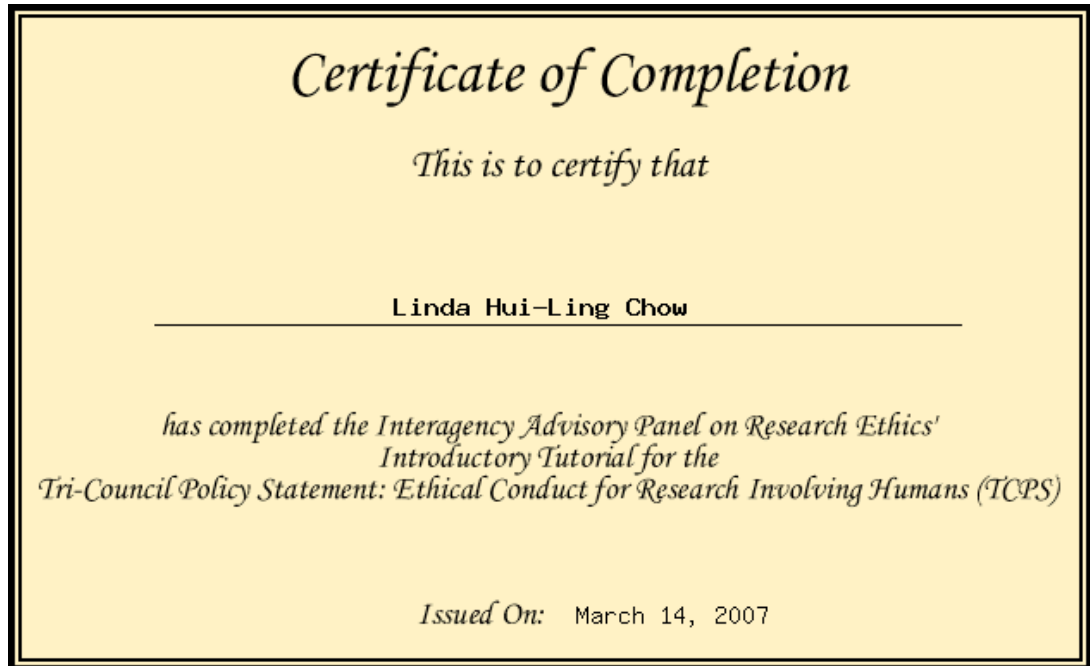 Certificate of Completion
This is to certify that
Linda Hui-Ling Chow
has completed the Interagency Advisory Panel on Research Ethics'
Introductory Tutorial for the
Tri-Council Policy Statement: Ethical Conduct for Research Involving Humans (TCPS)
Issued On: March 14, 2007